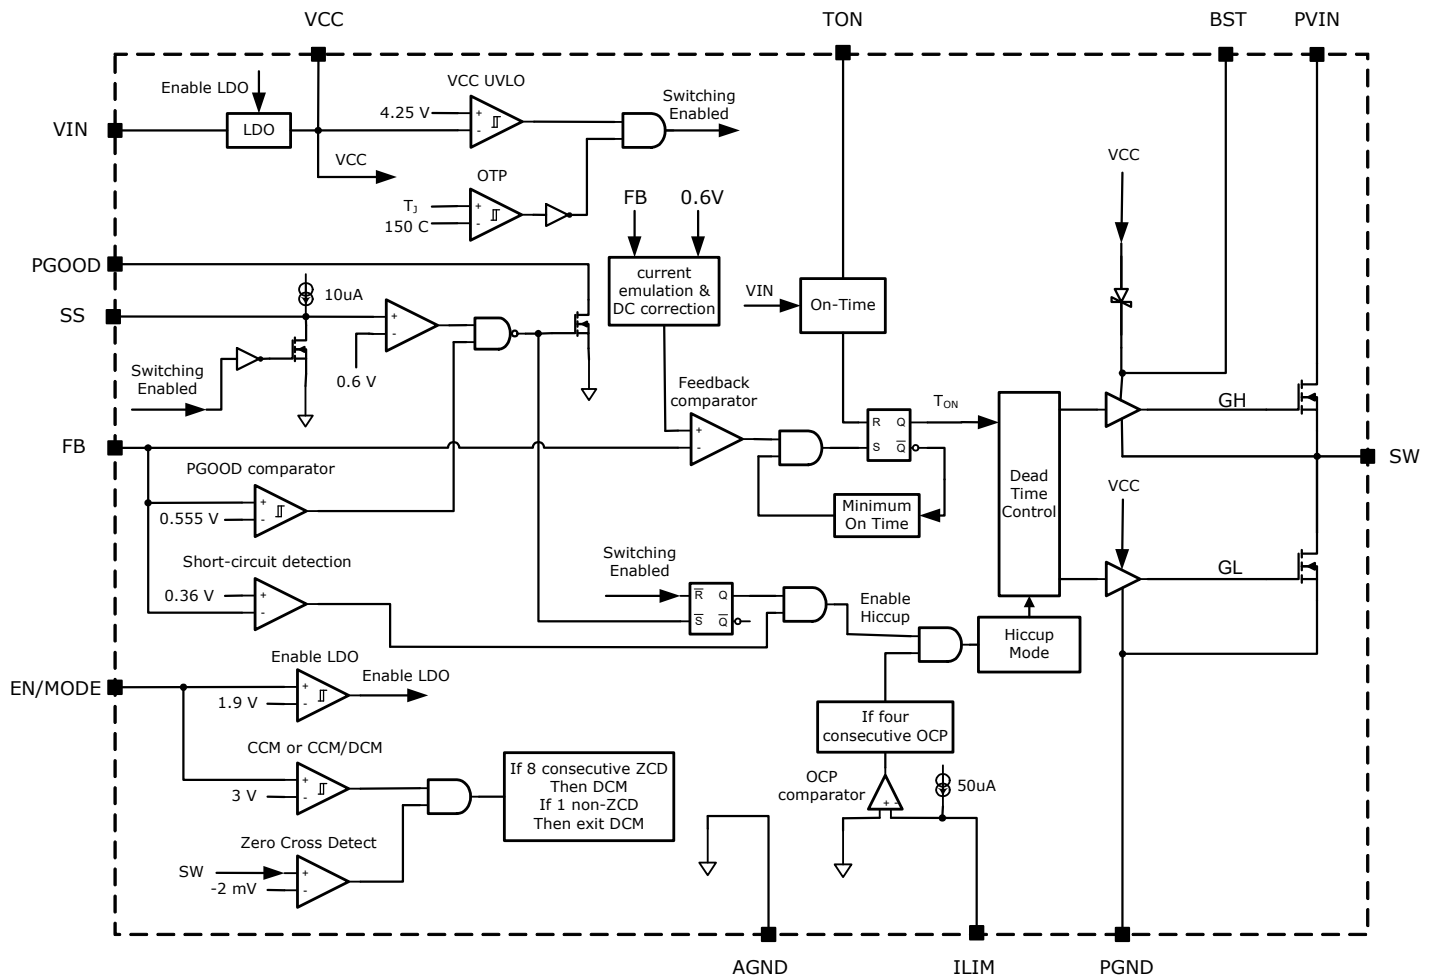 VCC
TON
BST
PVIN
Enable LDO
VCC UVLO
4.25 V
+
-
Switching
Enabled
VIN
LDO
VCC
OTP
TJ
150 C
+
-
FB
0.6V
VCC
PGOOD
current
emulation &
DC correction
VIN
On-Time
10uA
SS
+
-
0.6 V
Switching
Enabled
Feedback
comparator
+
-
R
Q
S
Q
TON
GH
FB
SW
PGOOD comparator
+
-
0.555 V
Dead
Time
Control
VCC
Minimum
On Time
Short-circuit detection
0.36 V
+
-
Switching
Enabled
R
Q
S
Q
Enable
Hiccup
GL
Hiccup
Mode
Enable LDO
EN/MODE
+
-
1.9 V
Enable LDO
If four
consecutive OCP
CCM or CCM/DCM
+
-
3 V
If 8 consecutive ZCD
Then DCM
If 1 non-ZCD
Then exit DCM
OCP
comparator
+
-
50uA
Zero Cross Detect
SW
+
-
-2 mV
AGND
ILIM
PGND